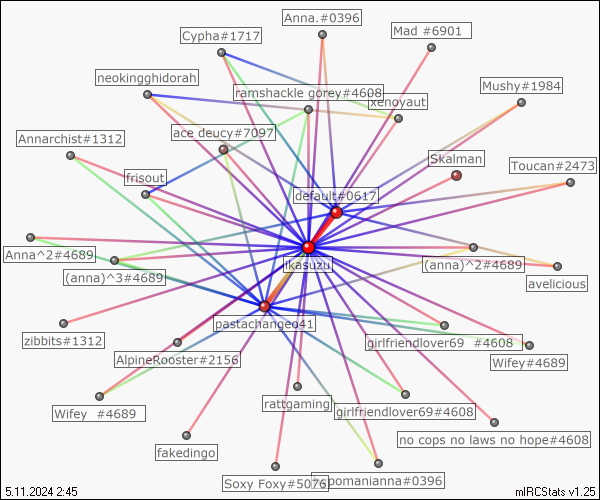 Anna.#0396
Cypha#1717
Mad #6901
neokingghidorah
ramshackle gorey#4608
Mushy#1984
xenoyaut
ace deucy#7097
Annarchist#1312
Skalman
Toucan#2473
frisout
default#0617
Anna^2#4689
ikasuzu
(anna)^2#4689
(anna)^3#4689
avelicious
pastachangeo41
zibbits#1312
girlfriendlover69 #4608
AlpineRooster#2156
Wifey#4689
rattgaming
Wifey #4689
girlfriendlover69#4608
no cops no laws no hope#4608
fakedingo
Soxy Foxy#5076
pomanianna#0396
5.11.2024 2:45
mIRCStats v1.25